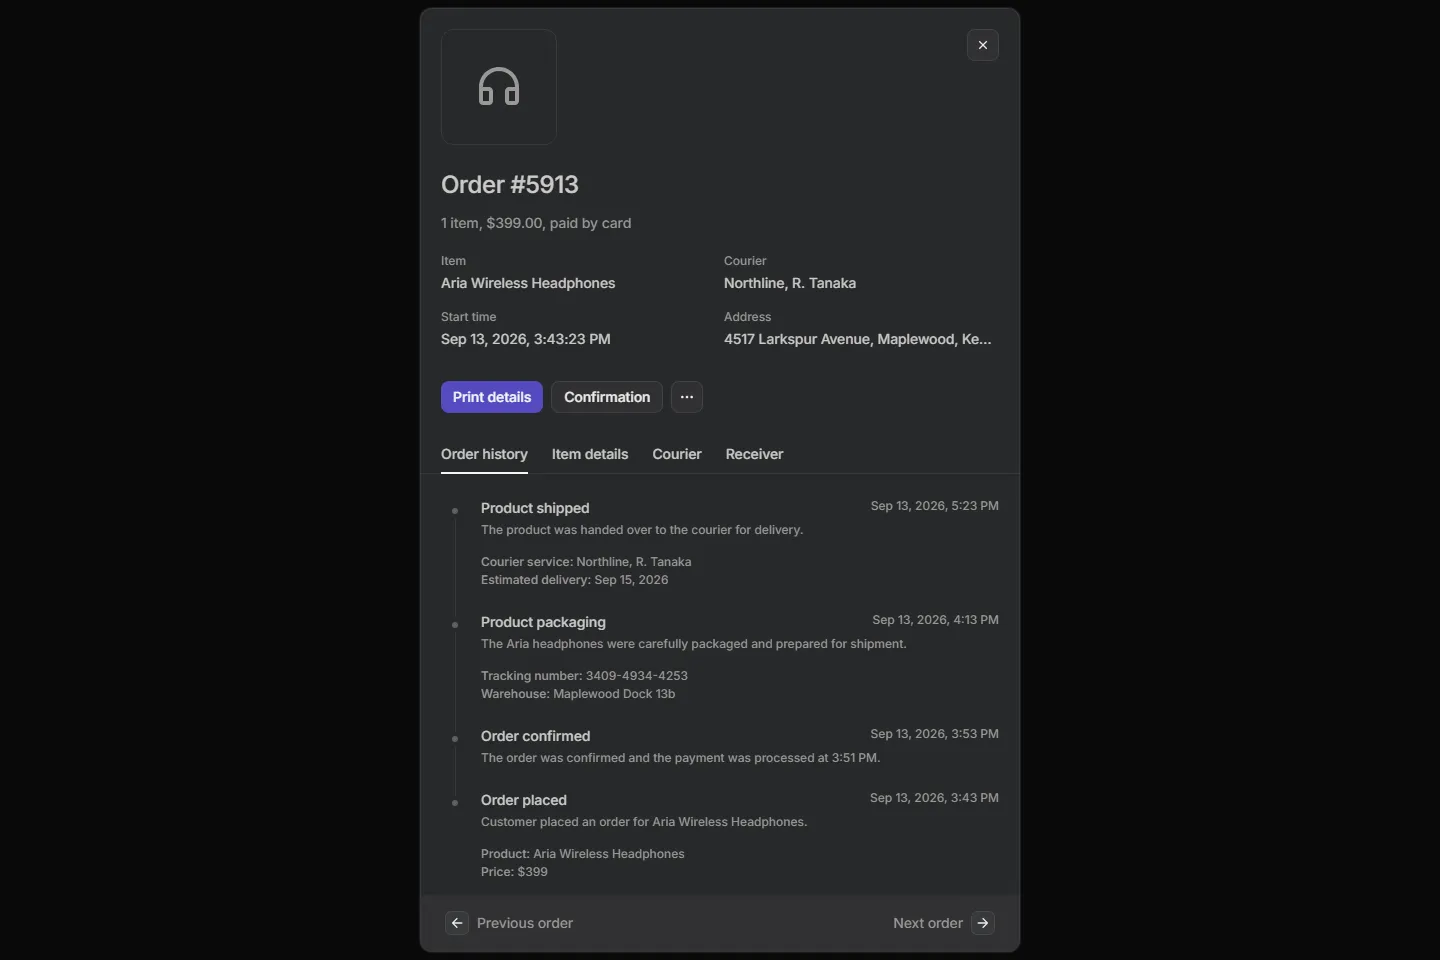 Order #5913
1 item, $399.00, paid by card
Item
Aria Wireless Headphones
Courier
Northline, R. Tanaka
Start time
Sep 13, 2026, 3:43:23 PM
Address
4517 Larkspur Avenue, Maplewood, Ke...
Print details
Confirmation
Order history
Item details
Courier
Receiver
Product shipped
Sep 13, 2026, 5:23 PM
The product was handed over to the courier for delivery.
Courier service: Northline, R. Tanaka
Estimated delivery: Sep 15, 2026
Product packaging
Sep 13, 2026, 4:13 PM
The Aria headphones were carefully packaged and prepared for shipment.
Tracking number: 3409-4934-4253
Warehouse: Maplewood Dock 13b
Order confirmed
Sep 13, 2026, 3:53 PM
The order was confirmed and the payment was processed at 3:51 PM.
Order placed
Sep 13, 2026, 3:43 PM
Customer placed an order for Aria Wireless Headphones.
Product: Aria Wireless Headphones
Price: $399
Previous order
Next order